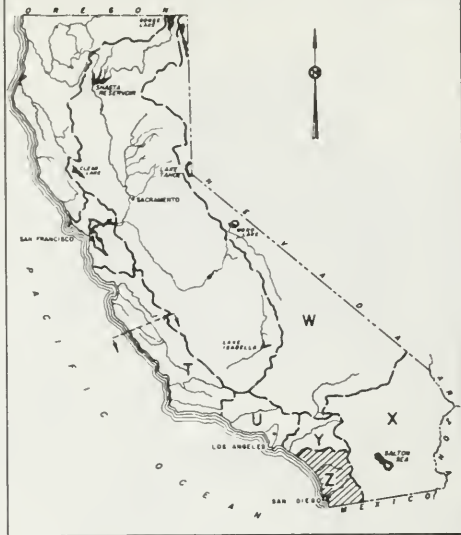 OREGON
GOOSE
LAKE
SHASTA
RESERVOIR
CLEAR
LAKE
LAKE
TAHOE
SACRAMENTO
NEVADA
MONO
LAKE
SAN FRANCISCO
PACIFIC
OCEAN
W
LAKE
ISABELLA
T
ARIZONA
U
X
Y
LOS ANGELES
SALTON
SEA
Z
SAN DIEGO
MEXICO